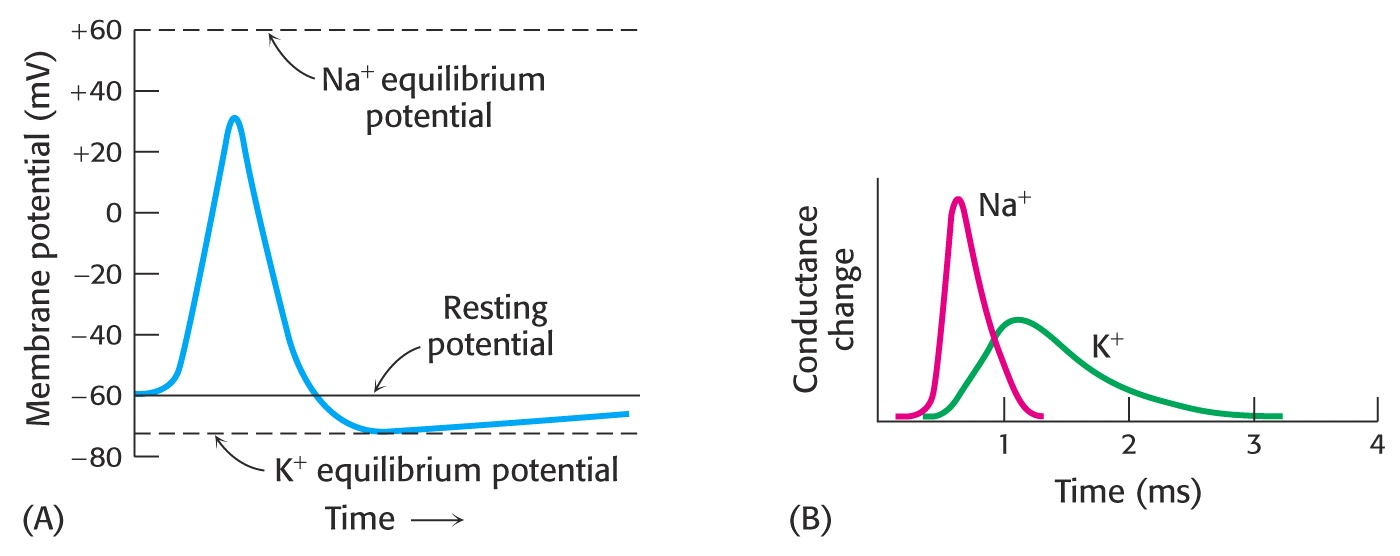 Membrane potential (mV)
+60
+40
+20
0
−20
−40
−60
−80
Na⁺ equilibrium
potential
Resting
potential
K⁺ equilibrium potential
(A)
Time
Conductance
change
Na⁺
K⁺
1
2
3
4
Time (ms)
(B)